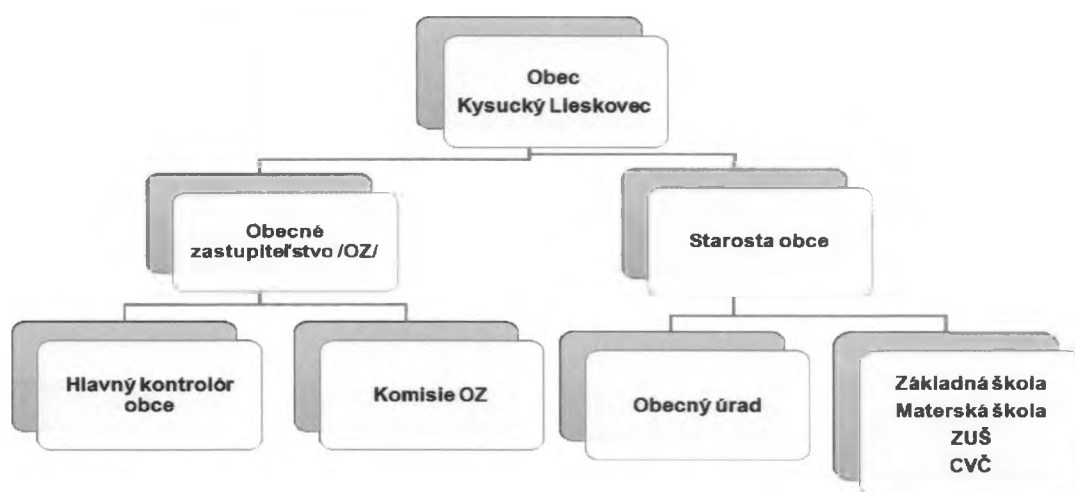 Obec
Kysucký Lieskovec
Obecné
zastupiteľstvo /OZ/
Starosta obce
Hlavný kontrolór
obce
Komisie OZ
Obecný úrad
Základná škola
Materská škola
ZUŠ
CVČ